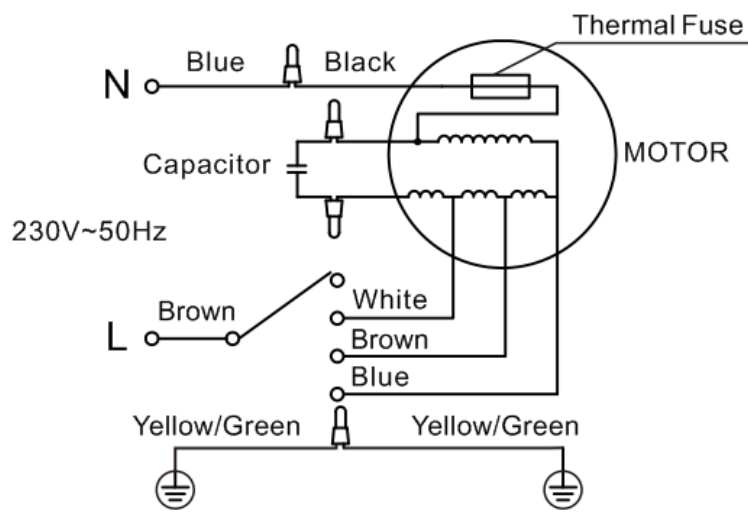 Thermal Fuse
Blue
Black
N
MOTOR
Capacitor
230V~50Hz
White
Brown
L
Brown
Blue
Yellow/Green
Yellow/Green